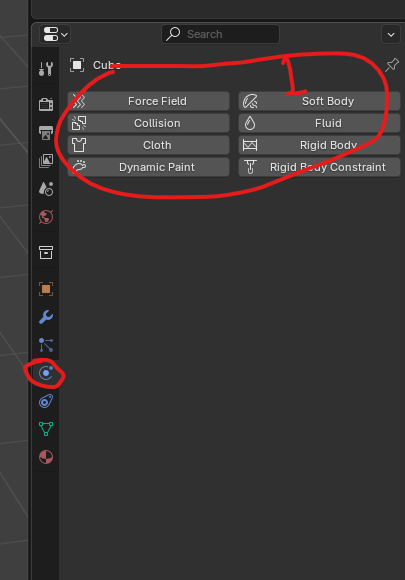 Search
Cube
Force Field
Soft Body
Collision
Fluid
Cloth
Rigid Body
Dynamic Paint
Rigid Body Constraint